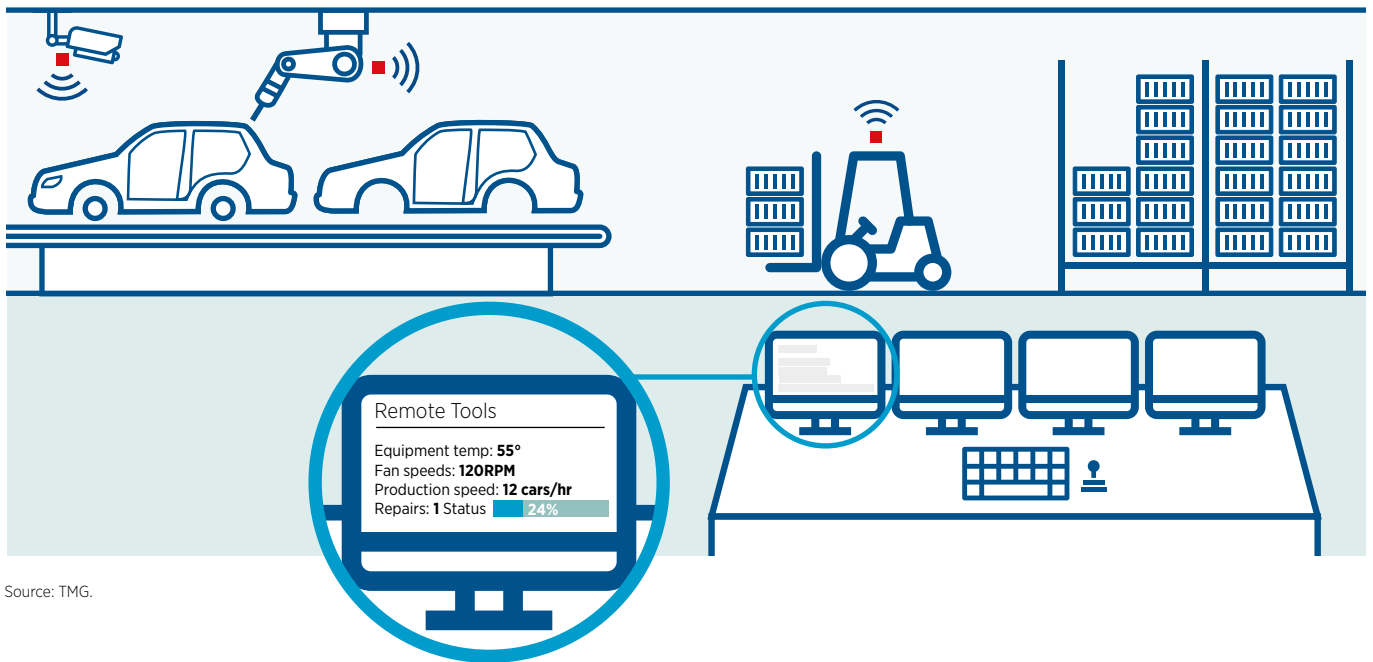 Remote Tools
Equipment temp: 55°
Fan speeds: 120RPM
Production speed: 12 cars/hr
Repairs: 1 Status 24%
Source: TMG.